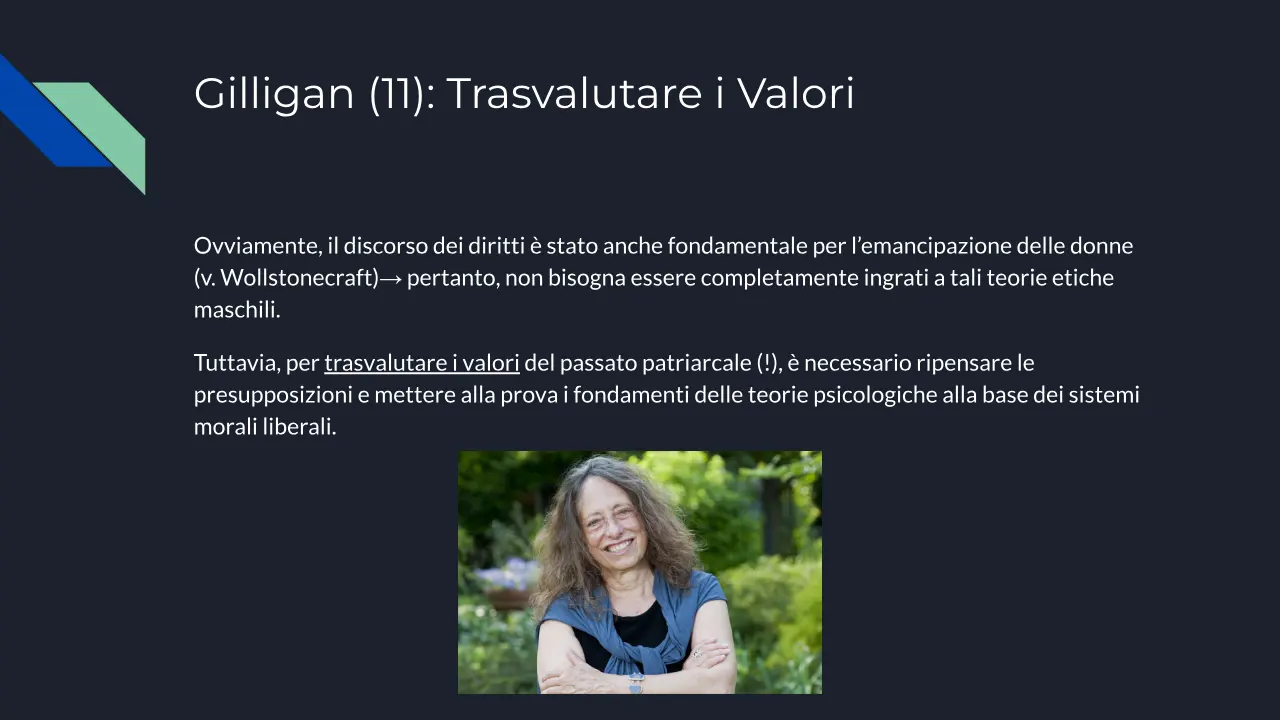 Gilligan (11): Trasvalutare i Valori
Ovviamente, il discorso dei diritti è stato anche fondamentale per l’emancipazione delle donne
(v. Wollstonecraft)→ pertanto, non bisogna essere completamente ingrati a tali teorie etiche
maschili.
Tuttavia, per trasvalutare i valori del passato patriarcale (!), è necessario ripensare le
presupposizioni e mettere alla prova i fondamenti delle teorie psicologiche alla base dei sistemi
morali liberali.